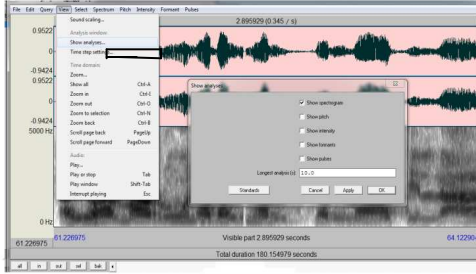 File Edit Query View Select Spectrum Pitch Intensity Formant Pulses
2.895929 (0.345 / s)
Sound scaling...
Analysis window:
Show analyses...
Time step settings...
Time domain:
Zoom...
Show all Ctrl-A
Zoom in Ctrl-I
Zoom out Ctrl-O
Zoom to selection Ctrl-N
Zoom back Ctrl-B
Scroll page back PageUp
Scroll page forward PageDown
Audio:
Play...
Play or stop Tab
Play window Shift-Tab
Interrupt playing Esc
0.9522
0
-0.9424
0.9522
0
-0.9424
5000 Hz
0 Hz
Show analyses
Show spectrogram
Show pitch
Show intensity
Show formants
Show pulses
Longest analysis (s) 10.0
Standards Cancel Apply OK
61.226975 Visible part 2.895929 seconds 64.12290
61.226975
Total duration 180.154979 seconds
all in out sel bak